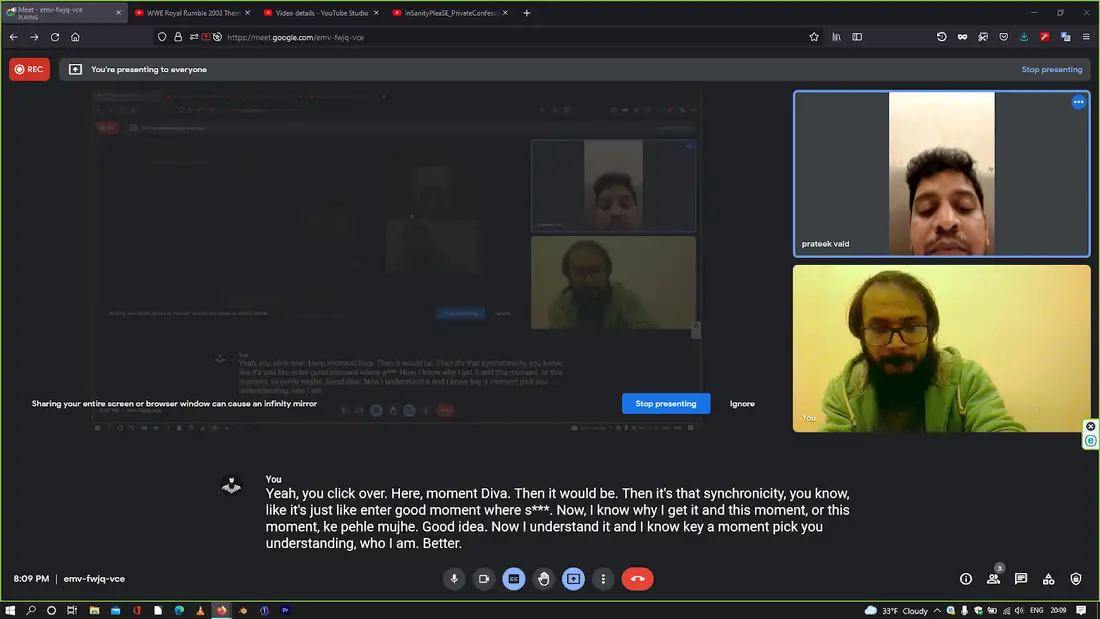 Meet - emv-fwjq-vce
PLAYING
WWE Royal Rumble 2003 Them
Video details - YouTube Studio
InSanityPleaSE_PrivateConfess
https://meet.google.com/emv-fwjq-vce
REC
You're presenting to everyone
Stop presenting
prateek vaid
Sharing your entire screen or browser window can cause an infinity mirror
Stop presenting
Ignore
You
You
Yeah, you click over. Here, moment Diva. Then it would be. Then it's that synchronicity, you know,
like it's just like enter good moment where s***. Now, I know why I get it and this moment, or this
moment, ke pehle mujhe. Good idea. Now I understand it and I know key a moment pick you
understanding, who I am. Better.
8:09 PM | emv-fwjq-vce
3
33°F Cloudy
ENG
20:09